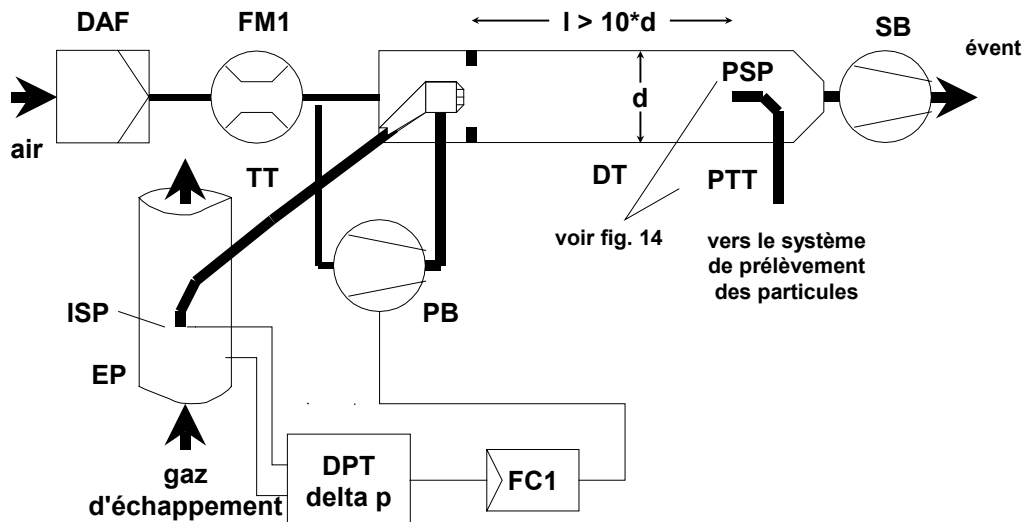 DAF
FM1
l > 10*d
SB
évent
PSP
d
air
TT
DT
PTT
voir fig. 14
vers le système
de prélèvement
des particules
ISP
PB
EP
gaz
d'échappement
DPT
delta p
FC1